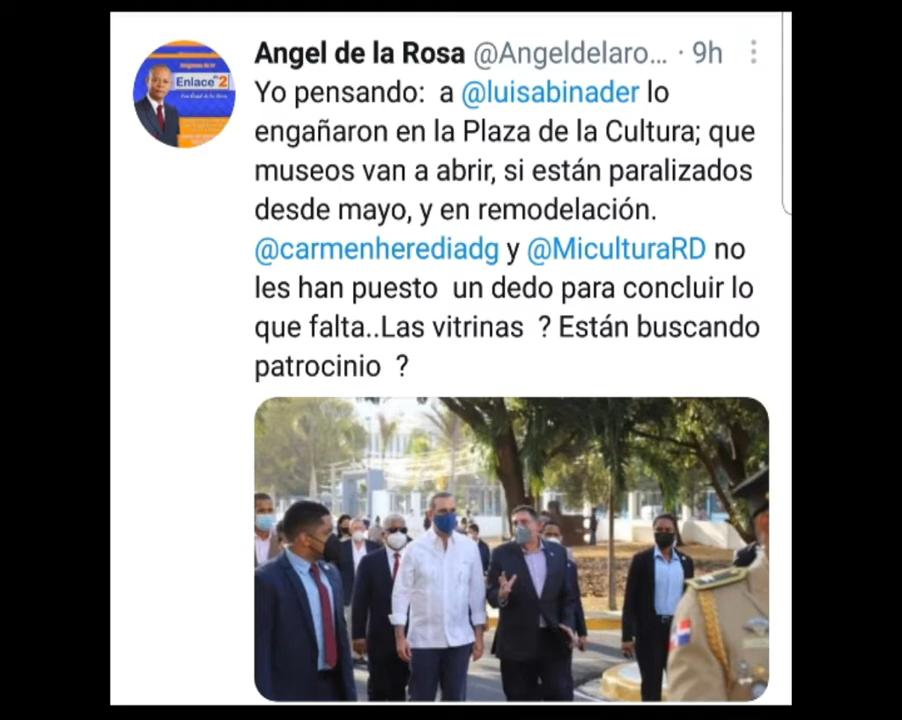 Angel de la Rosa @Angeldelaro... · 9h
Enlace 2
Yo pensando: a @luisabinader lo
engañaron en la Plaza de la Cultura; que
museos van a abrir, si están paralizados
desde mayo, y en remodelación.
@carmenherediadg y @MiculturaRD no
les han puesto un dedo para concluir lo
que falta..Las vitrinas ? Están buscando
patrocinio ?